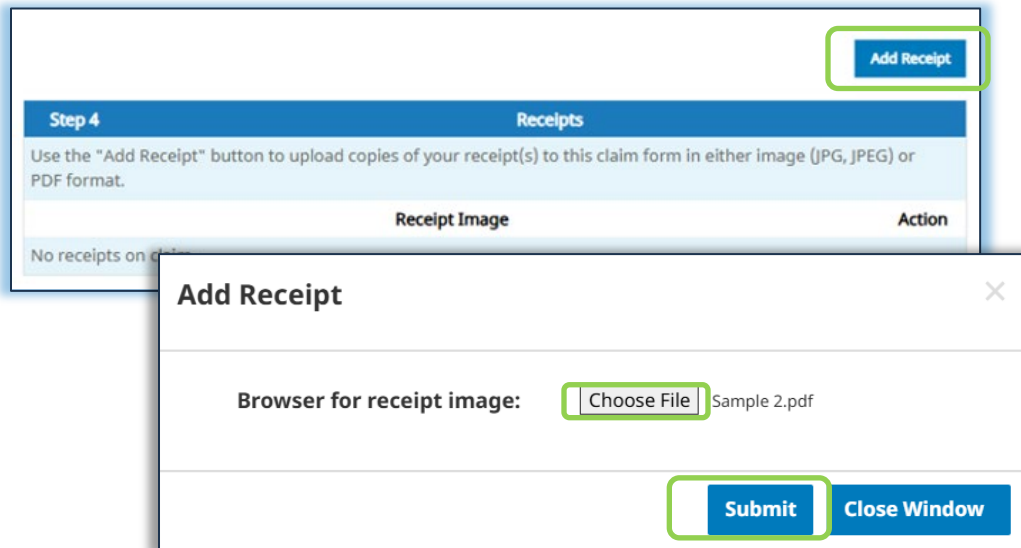 Add Receipt
Step 4 Receipts
Use the "Add Receipt" button to upload copies of your receipt(s) to this claim form in either image (JPG, JPEG) or
PDF format.
Receipt Image Action
No receipts on
Add Receipt ×
Browser for receipt image: Choose File Sample 2.pdf
Submit Close Window